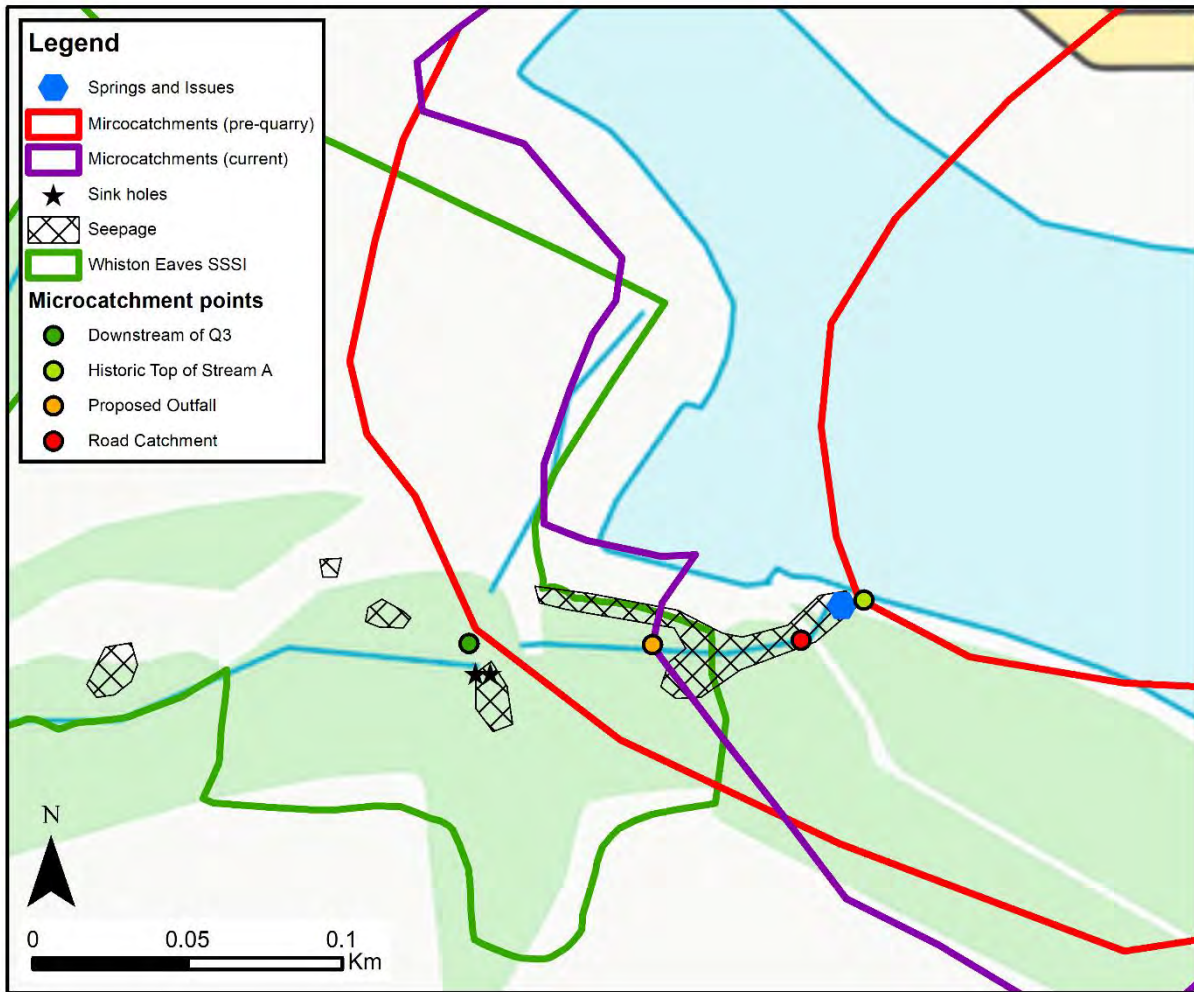 Legend
Springs and Issues
Mircocatchments (pre-quarry)
Microcatchments (current)
Sink holes
Seepage
Whiston Eaves SSSI
Microcatchment points
Downstream of Q3
Historic Top of Stream A
Proposed Outfall
Road Catchment
N
0 0.05 0.1
Km